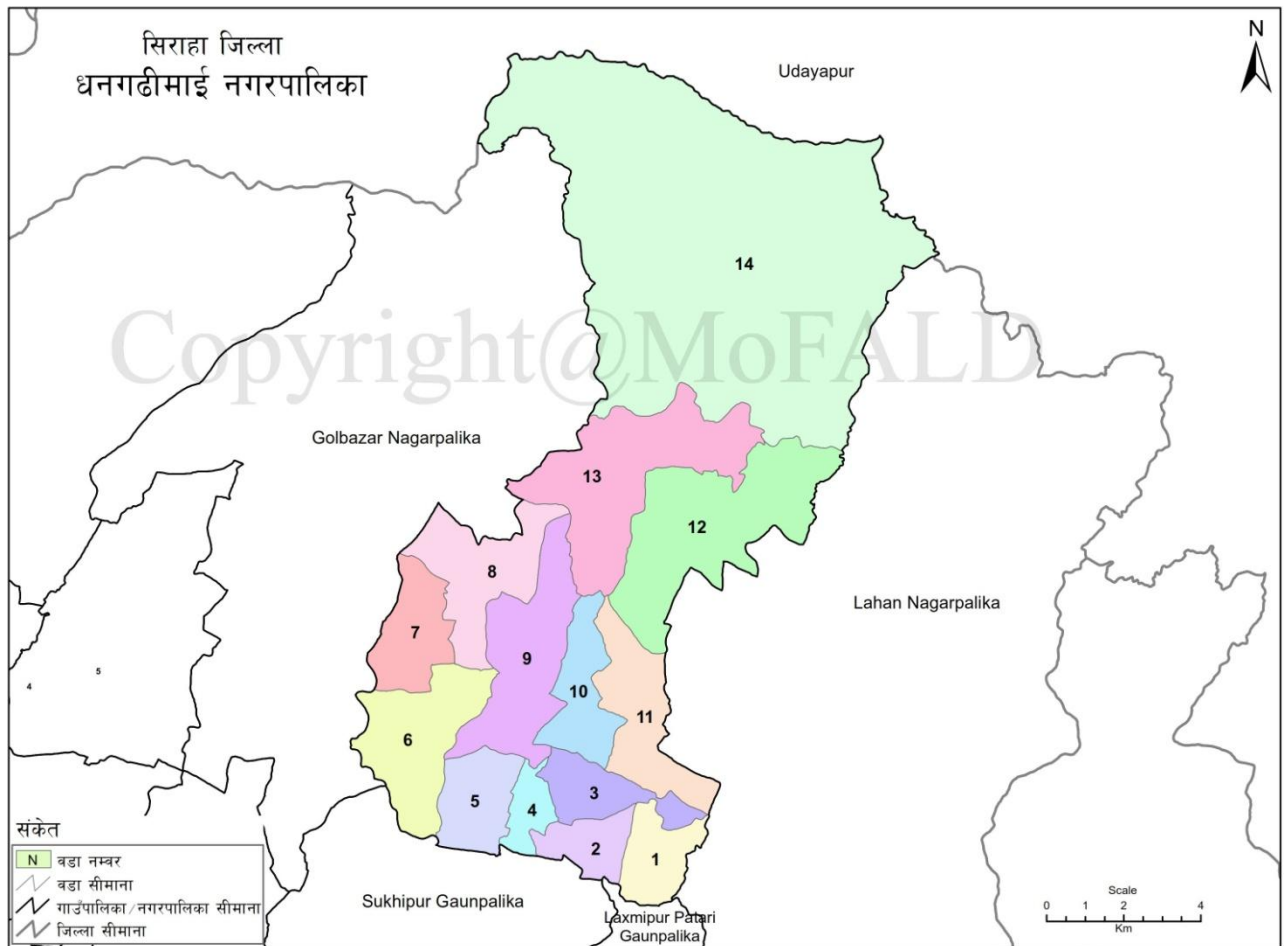 सिराहा जिल्ला
धनगढीमाई नगरपालिका
N
Udayapur
14
Copyright@MoFALD
Golbazar Nagarpalika
13
12
8
Lahan Nagarpalika
7
9
5
4
10
11
6
3
5
4
2
1
संकेत
N वडा नम्बर
वडा सीमाना
गाउँपालिका/नगरपालिका सीमाना
जिल्ला सीमाना
Sukhipur Gaunpalika
Laxmipur Patari
Gaunpalika
Scale
0 1 2 4
Km